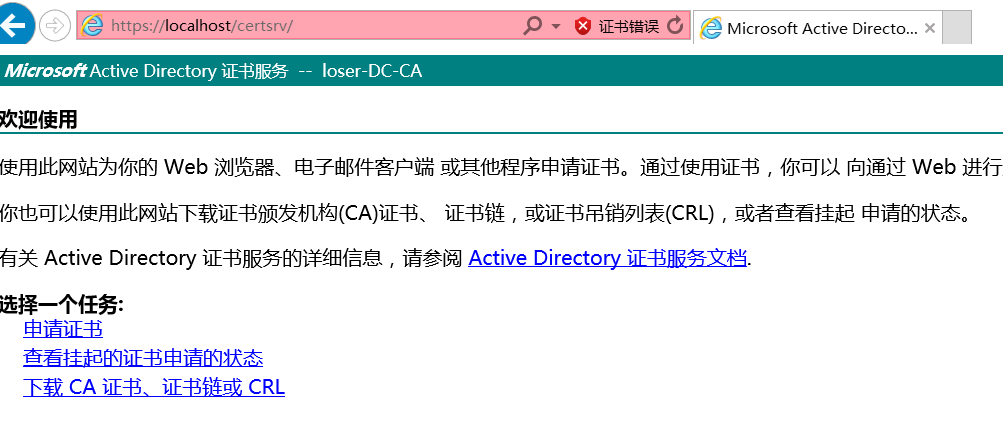 https://localhost/certsrv/ 证书错误 Microsoft Active Directo...
Microsoft Active Directory 证书服务 -- loser-DC-CA
欢迎使用
使用此网站为你的 Web 浏览器、电子邮件客户端 或其他程序申请证书。通过使用证书，你可以 向通过 Web 进行
你也可以使用此网站下载证书颁发机构(CA)证书、 证书链，或证书吊销列表(CRL)，或者查看挂起 申请的状态。
有关 Active Directory 证书服务的详细信息，请参阅 Active Directory 证书服务文档.
选择一个任务:
申请证书
查看挂起的证书申请的状态
下载 CA 证书、证书链或 CRL